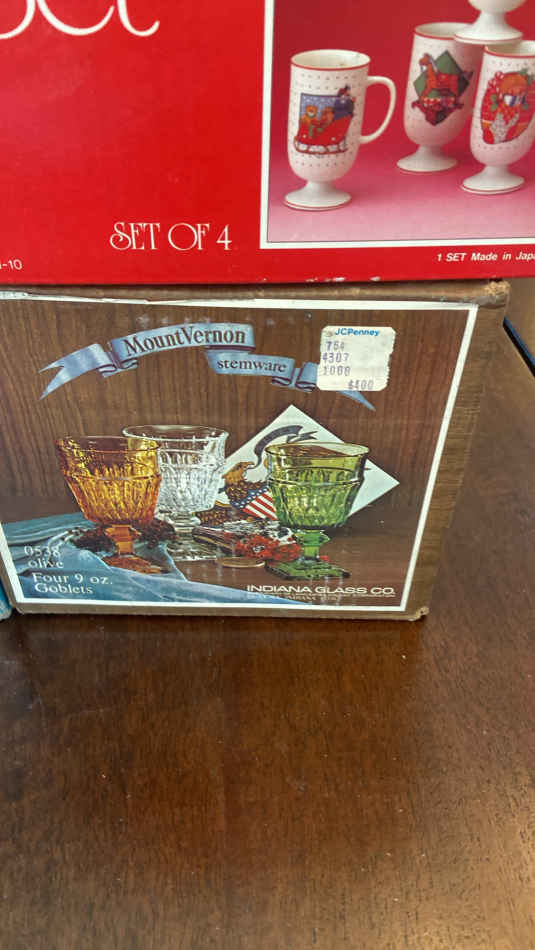 SET OF 4
-10
1 SET Made in
MountVernon
stemware
JCPenney
764
4307
1008
$400
0538
olive
Four 9 oz.
Goblets
INDIANA GLASS CO.